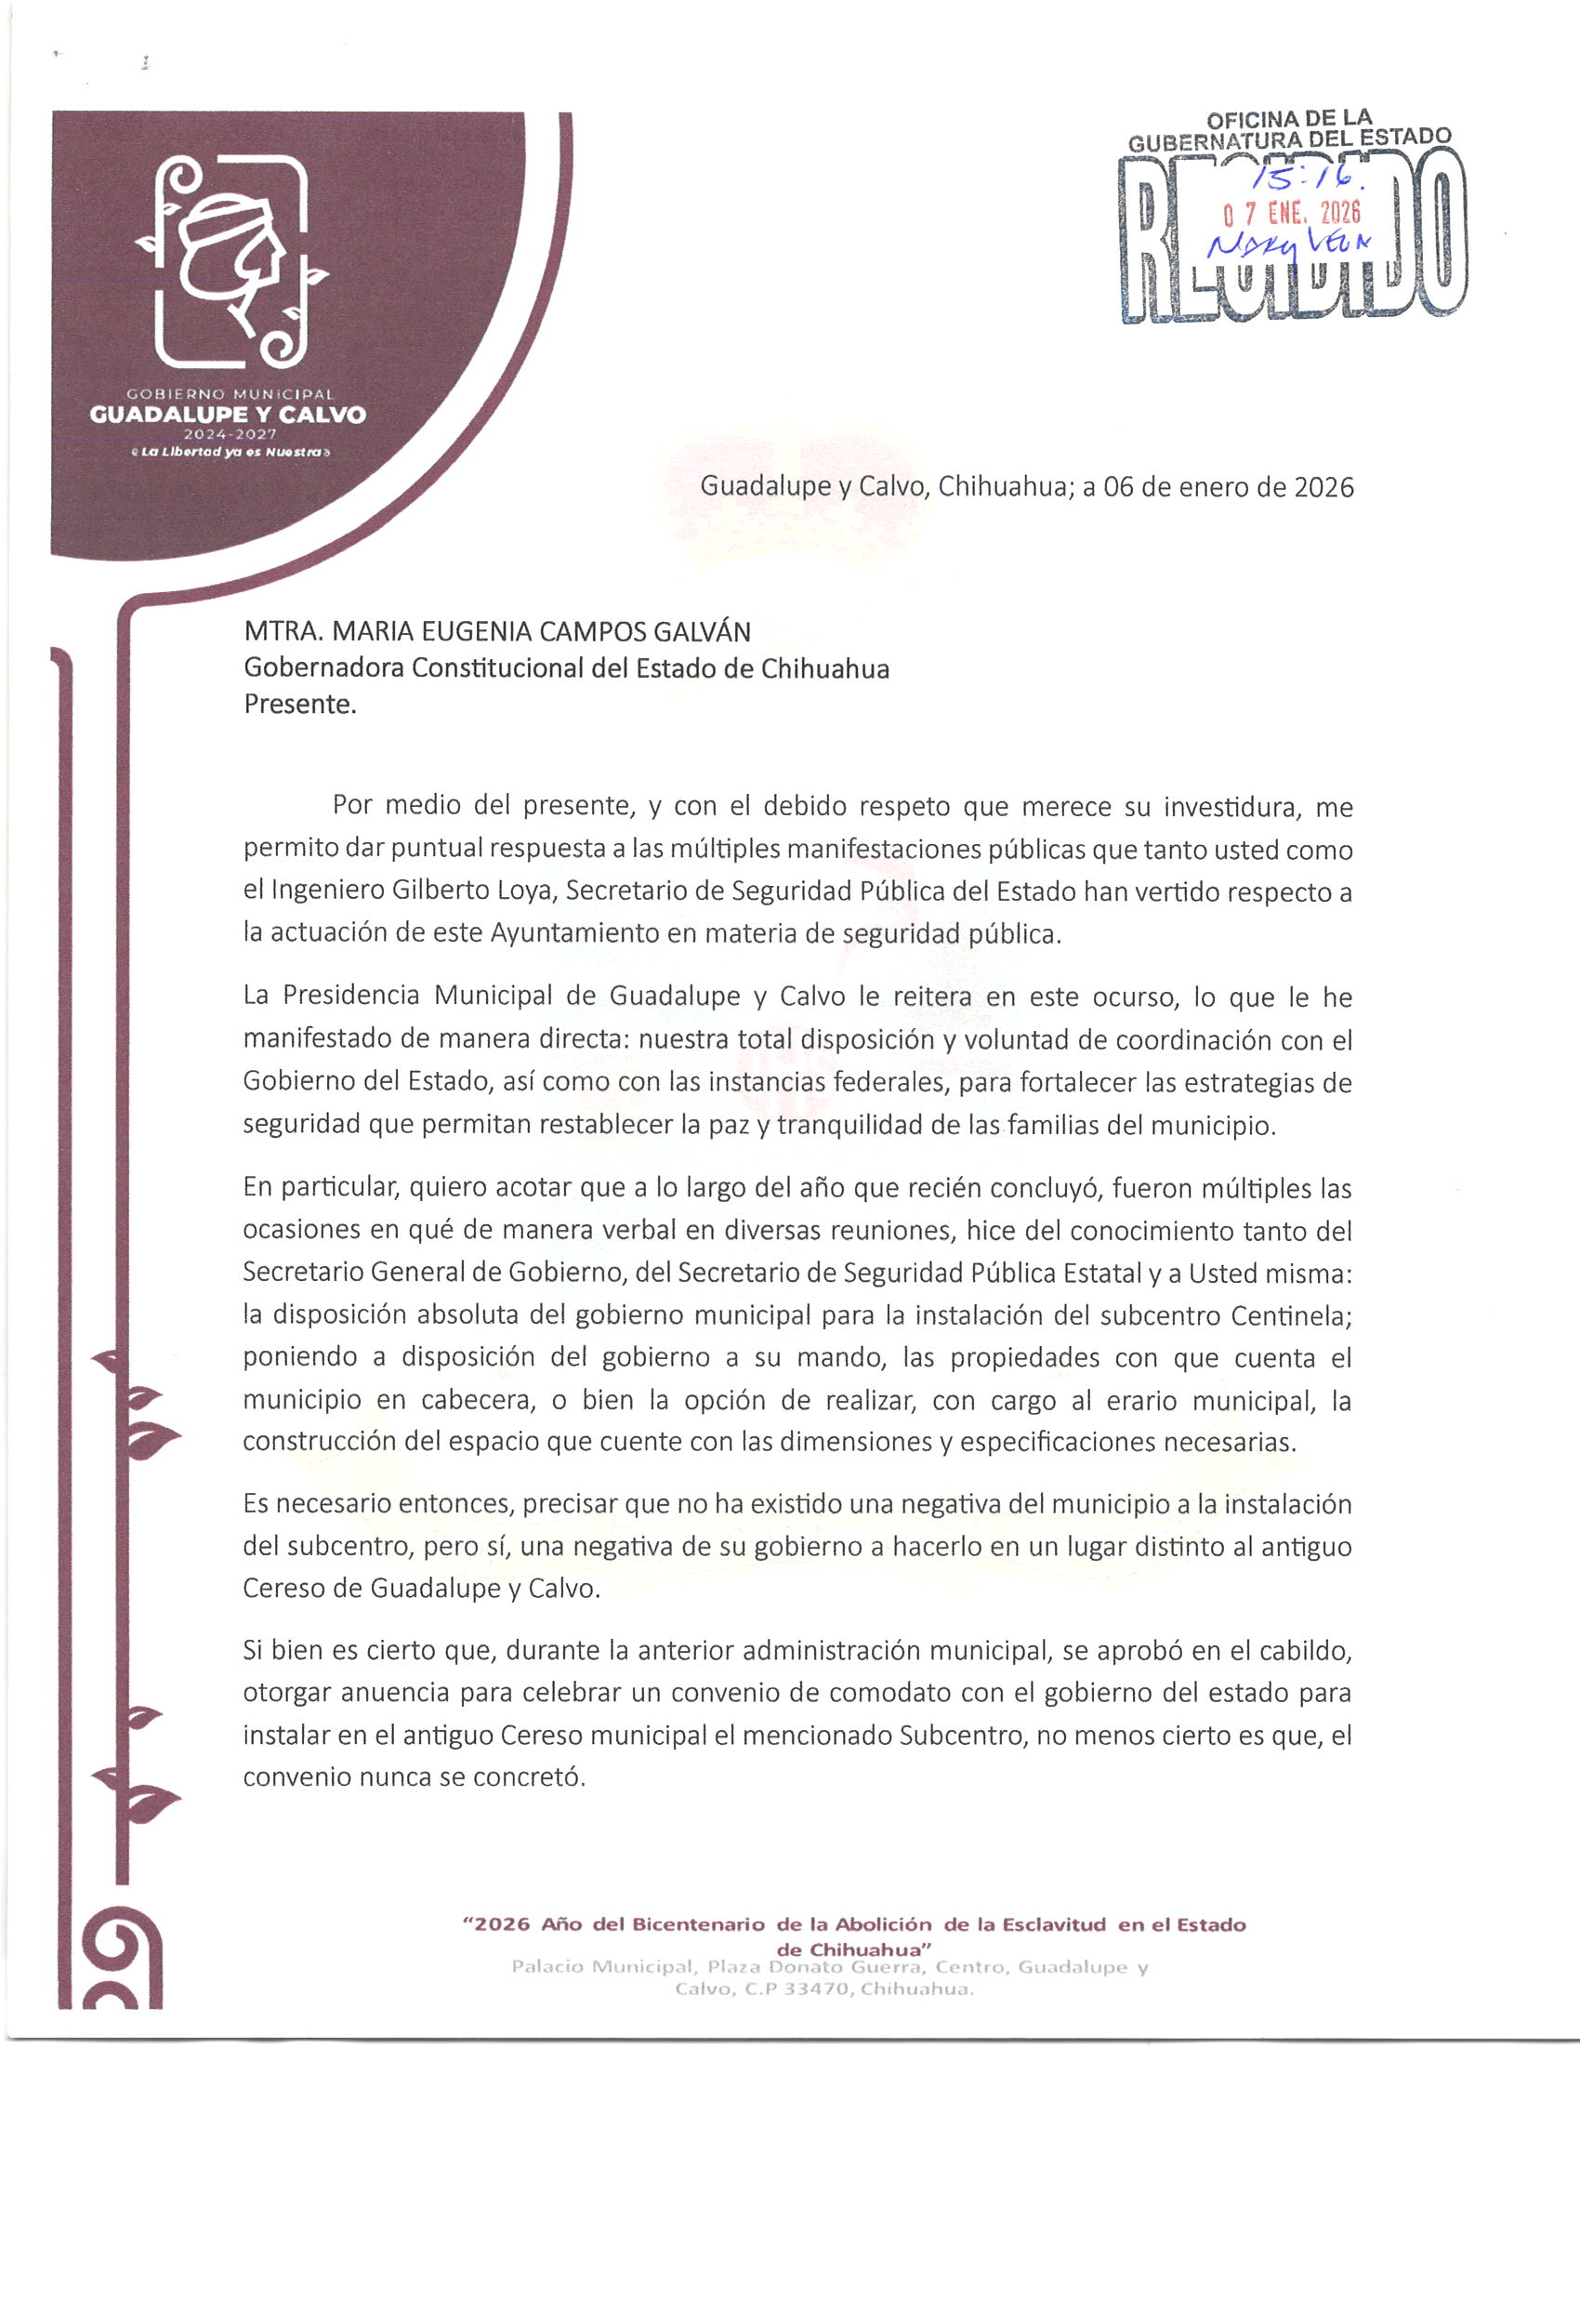 OFICINA DE LA
GUBERNATURA DEL ESTADO
RECIBIDO
15:16.
07 ENE. 2026
GOBIERNO MUNICIPAL
GUADALUPE Y CALVO
2024-2027
«La Libertad ya es Nuestra»
Guadalupe y Calvo, Chihuahua; a 06 de enero de 2026
MTRA. MARIA EUGENIA CAMPOS GALVÁN
Gobernadora Constitucional del Estado de Chihuahua
Presente.
Por medio del presente, y con el debido respeto que merece su investidura, me
permito dar puntual respuesta a las múltiples manifestaciones públicas que tanto usted como
el Ingeniero Gilberto Loya, Secretario de Seguridad Pública del Estado han vertido respecto a
la actuación de este Ayuntamiento en materia de seguridad pública.
La Presidencia Municipal de Guadalupe y Calvo le reitera en este ocurso, lo que le he
manifestado de manera directa: nuestra total disposición y voluntad de coordinación con el
Gobierno del Estado, así como con las instancias federales, para fortalecer las estrategias de
seguridad que permitan restablecer la paz y tranquilidad de las familias del municipio.
En particular, quiero acotar que a lo largo del año que recién concluyó, fueron múltiples las
ocasiones en qué de manera verbal en diversas reuniones, hice del conocimiento tanto del
Secretario General de Gobierno, del Secretario de Seguridad Pública Estatal y a Usted misma:
la disposición absoluta del gobierno municipal para la instalación del subcentro Centinela;
poniendo a disposición del gobierno a su mando, las propiedades con que cuenta el
municipio en cabecera, o bien la opción de realizar, con cargo al erario municipal, la
construcción del espacio que cuente con las dimensiones y especificaciones necesarias.
Es necesario entonces, precisar que no ha existido una negativa del municipio a la instalación
del subcentro, pero sí, una negativa de su gobierno a hacerlo en un lugar distinto al antiguo
Cereso de Guadalupe y Calvo.
Si bien es cierto que, durante la anterior administración municipal, se aprobó en el cabildo,
otorgar anuencia para celebrar un convenio de comodato con el gobierno del estado para
instalar en el antiguo Cereso municipal el mencionado Subcentro, no menos cierto es que, el
convenio nunca se concretó.
“2026 Año del Bicentenario de la Abolición de la Esclavitud en el Estado
de Chihuahua”
Palacio Municipal, Plaza Donato Guerra, Centro, Guadalupe y
Calvo, C.P 33470, Chihuahua.